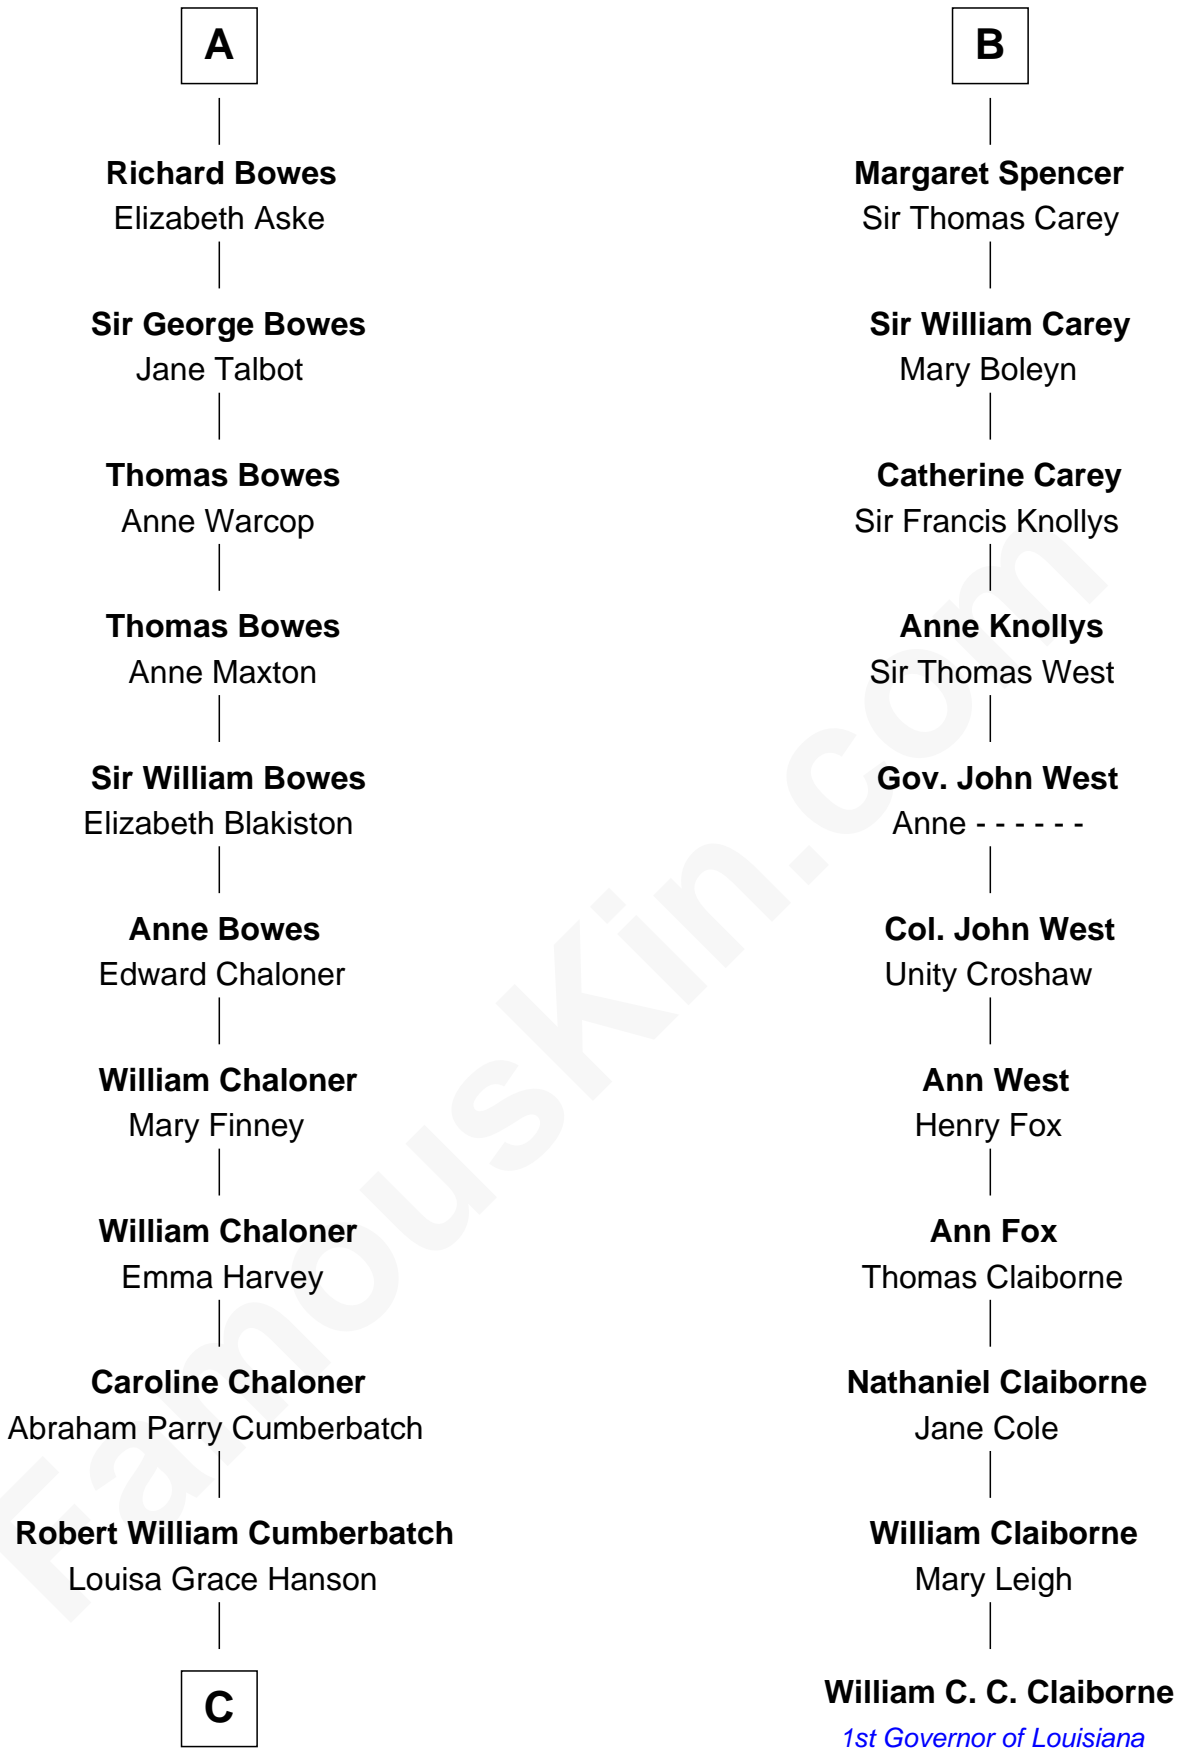 A
Richard Bowes
Elizabeth Aske
Sir George Bowes
Jane Talbot
Thomas Bowes
Anne Warcop
Thomas Bowes
Anne Maxton
Sir William Bowes
Elizabeth Blakiston
Anne Bowes
Edward Chaloner
William Chaloner
Mary Finney
William Chaloner
Emma Harvey
Caroline Chaloner
Abraham Parry Cumberbatch
Robert William Cumberbatch
Louisa Grace Hanson
C
B
Margaret Spencer
Sir Thomas Carey
Sir William Carey
Mary Boleyn
Catherine Carey
Sir Francis Knollys
Anne Knollys
Sir Thomas West
Gov. John West
Anne - - - - - -
Col. John West
Unity Croshaw
Ann West
Henry Fox
Ann Fox
Thomas Claiborne
Nathaniel Claiborne
Jane Cole
William Claiborne
Mary Leigh
William C. C. Claiborne
1st Governor of Louisiana
FamousKin.com